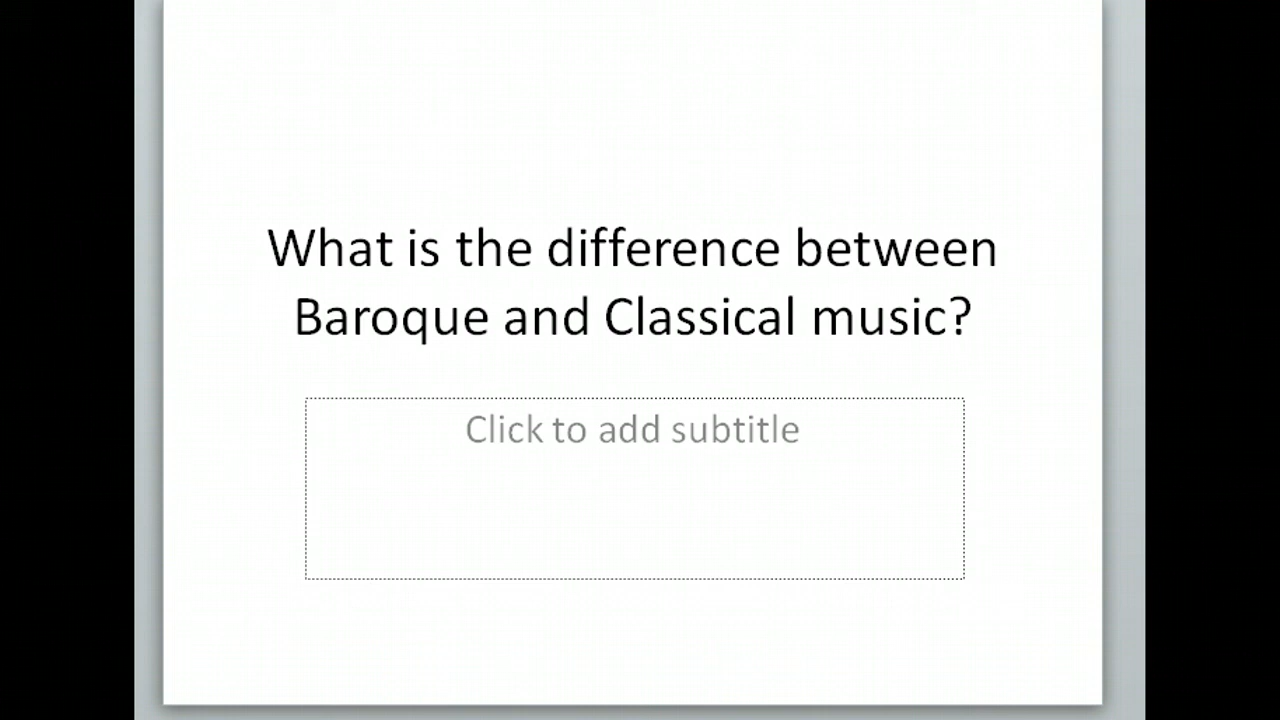 What is the difference between
Baroque and Classical music?
Click to add subtitle